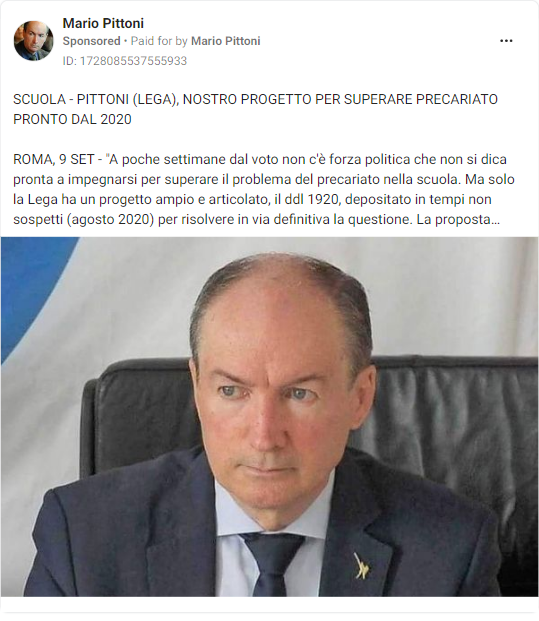 Mario Pittoni
Sponsored • Paid for by Mario Pittoni
ID: 1728085537555933
SCUOLA - PITTONI (LEGA), NOSTRO PROGETTO PER SUPERARE PRECARIATO
PRONTO DAL 2020
ROMA, 9 SET - "A poche settimane dal voto non c'è forza politica che non si dica
pronta a impegnarsi per superare il problema del precariato nella scuola. Ma solo
la Lega ha un progetto ampio e articolato, il ddl 1920, depositato in tempi non
sospetti (agosto 2020) per risolvere in via definitiva la questione. La proposta...